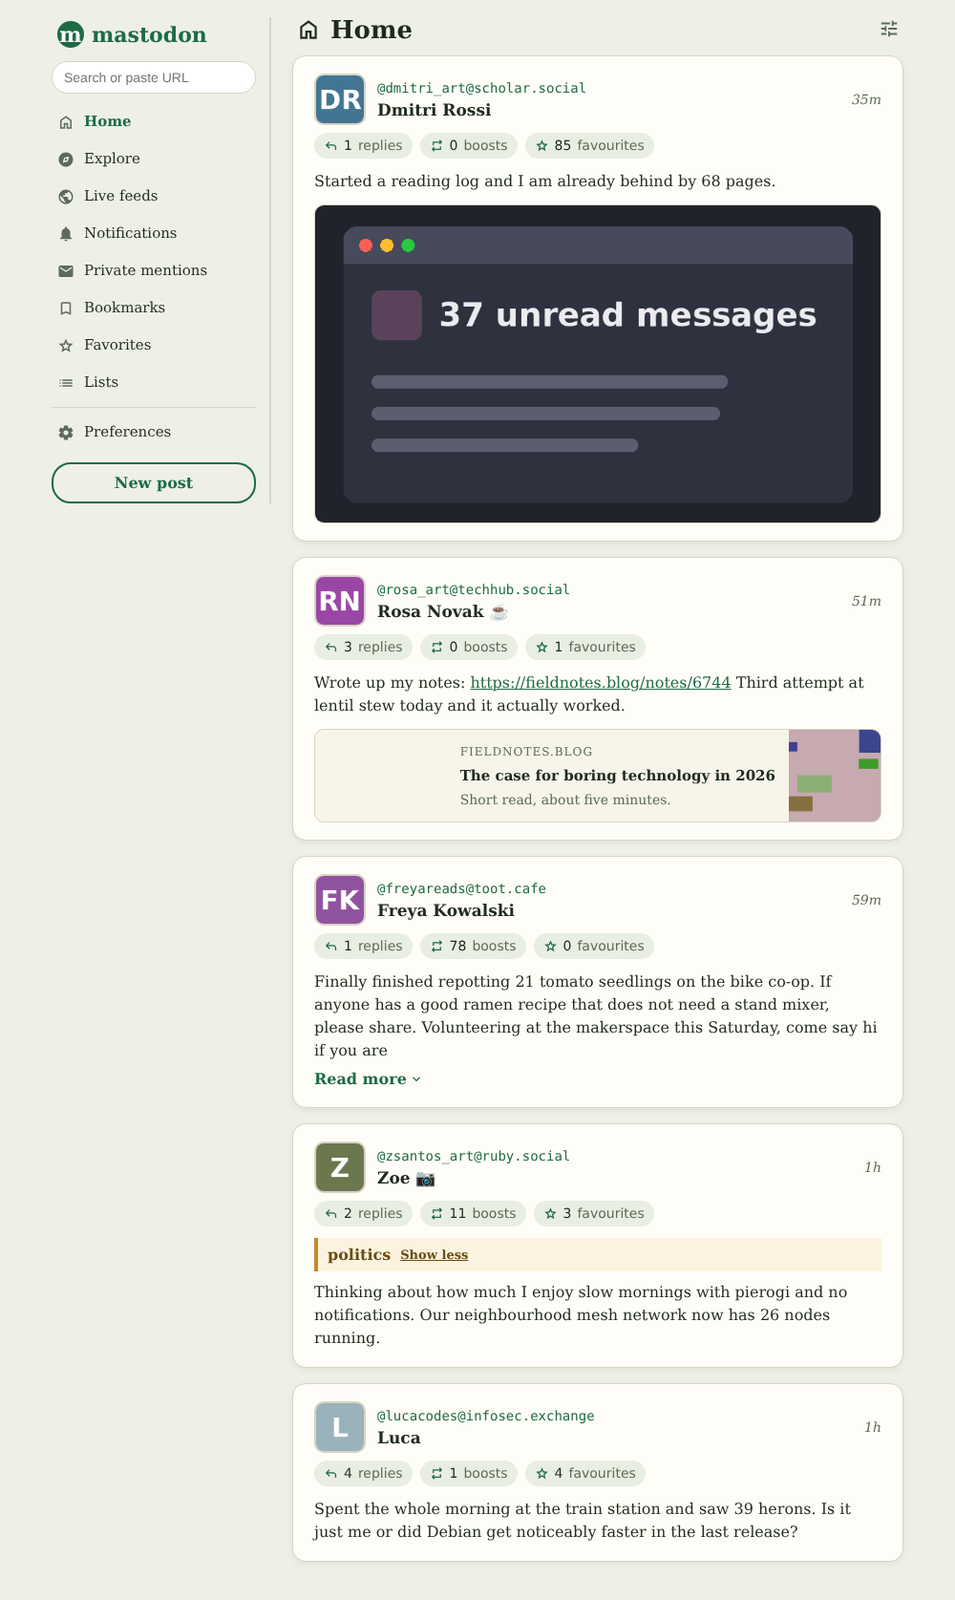 mastodon
Search or paste URL
Home
Explore
Live feeds
Notifications
Private mentions
Bookmarks
Favorites
Lists
Preferences
New post
Home
DR
@dmitri_art@scholar.social
Dmitri Rossi
35m
1 replies
0 boosts
85 favourites
Started a reading log and I am already behind by 68 pages.
37 unread messages
RN
@rosa_art@techhub.social
Rosa Novak ☕
51m
3 replies
0 boosts
1 favourites
Wrote up my notes: https://fieldnotes.blog/notes/6744 Third attempt at
lentil stew today and it actually worked.
FIELDNOTES.BLOG
The case for boring technology in 2026
Short read, about five minutes.
FK
@freyareads@toot.cafe
Freya Kowalski
59m
1 replies
78 boosts
0 favourites
Finally finished repotting 21 tomato seedlings on the bike co-op. If
anyone has a good ramen recipe that does not need a stand mixer,
please share. Volunteering at the makerspace this Saturday, come say hi
if you are
Read more
Z
@zsantos_art@ruby.social
Zoe 📷
1h
2 replies
11 boosts
3 favourites
politics Show less
Thinking about how much I enjoy slow mornings with pierogi and no
notifications. Our neighbourhood mesh network now has 26 nodes
running.
L
@lucacodes@infosec.exchange
Luca
1h
4 replies
1 boosts
4 favourites
Spent the whole morning at the train station and saw 39 herons. Is it
just me or did Debian get noticeably faster in the last release?